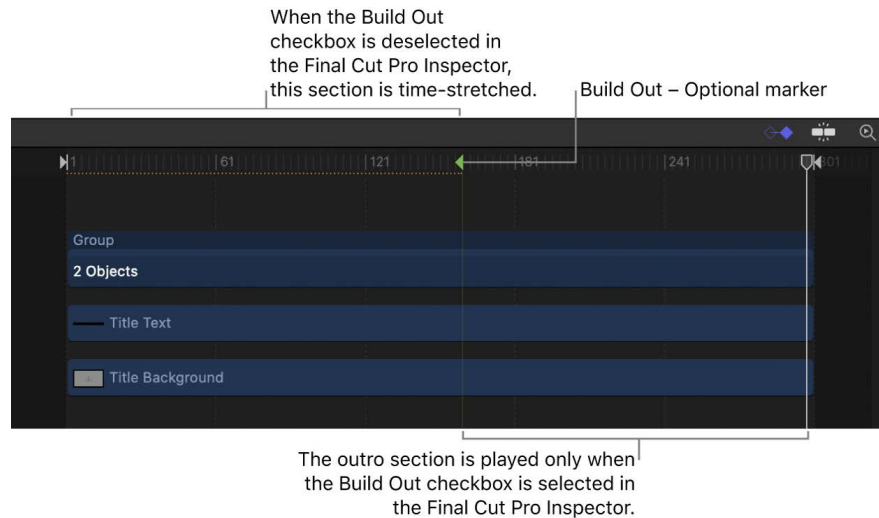 When the Build Out
checkbox is deselected in
the Final Cut Pro Inspector,
this section is time-stretched.
Build Out – Optional marker
1 61 121 181 241 301
Group
2 Objects
Title Text
Title Background
The outro section is played only when
the Build Out checkbox is selected in
the Final Cut Pro Inspector.